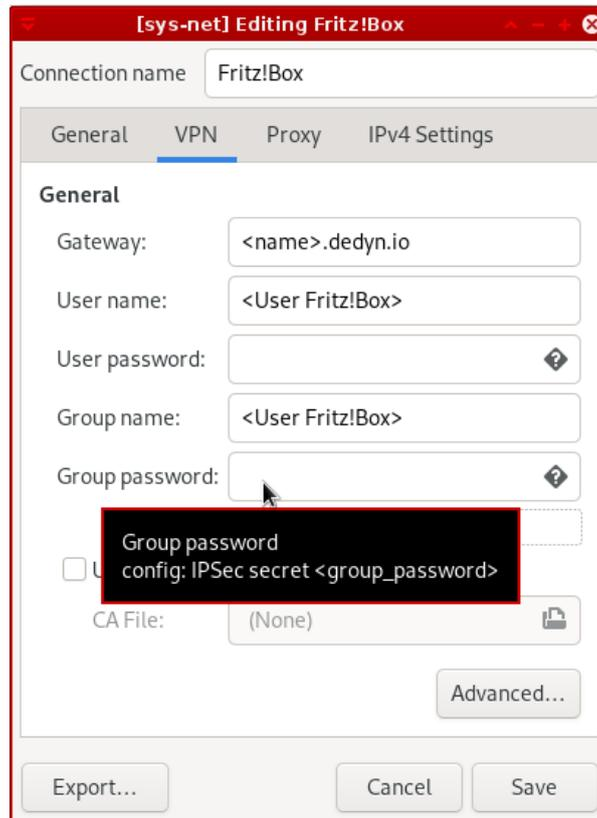 [sys-net] Editing Fritz!Box
Connection name Fritz!Box
General VPN Proxy IPv4 Settings
General
Gateway: <name>.dedyn.io
User name: <User Fritz!Box>
User password:
Group name: <User Fritz!Box>
Group password:
Group password
config: IPSec secret <group_password>
CA File: (None)
Advanced...
Export... Cancel Save